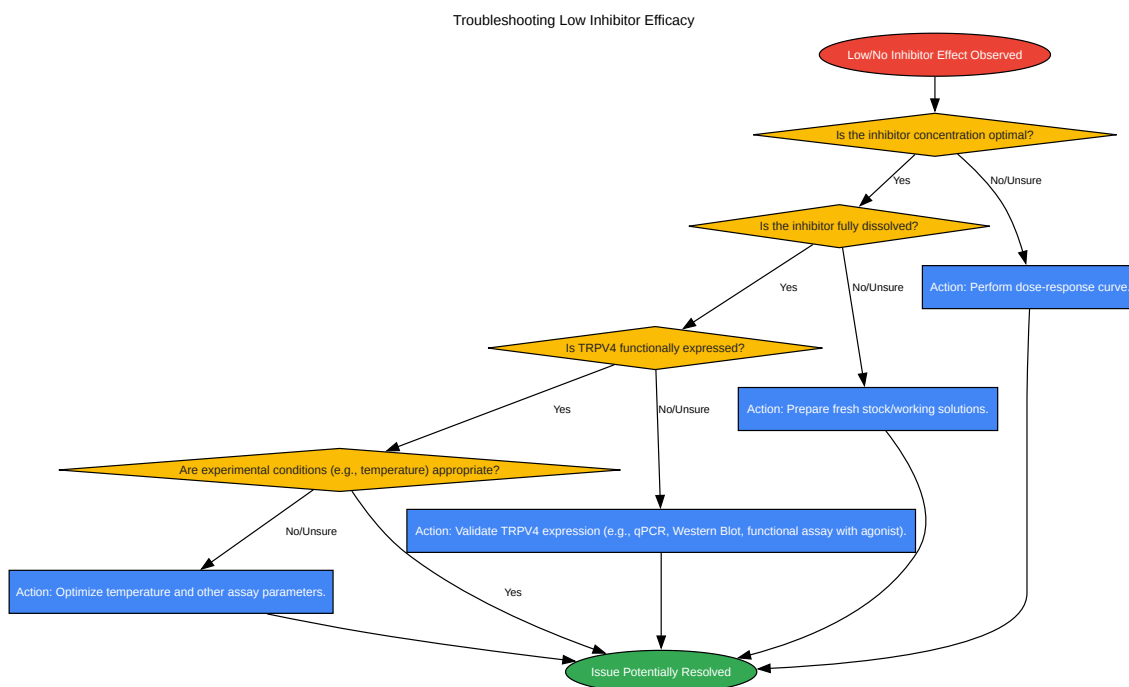 Troubleshooting Low Inhibitor Efficacy
Low/No Inhibitor Effect Observed
Is the inhibitor concentration optimal?
Yes
No/Unsure
Is the inhibitor fully dissolved?
Action: Perform dose-response curve.
Yes
No/Unsure
Is TRPV4 functionally expressed?
Action: Prepare fresh stock/working solutions.
Yes
No/Unsure
Are experimental conditions (e.g., temperature) appropriate?
Action: Validate TRPV4 expression (e.g., qPCR, Western Blot, functional assay with agonist).
No/Unsure
Yes
Action: Optimize temperature and other assay parameters.
Issue Potentially Resolved